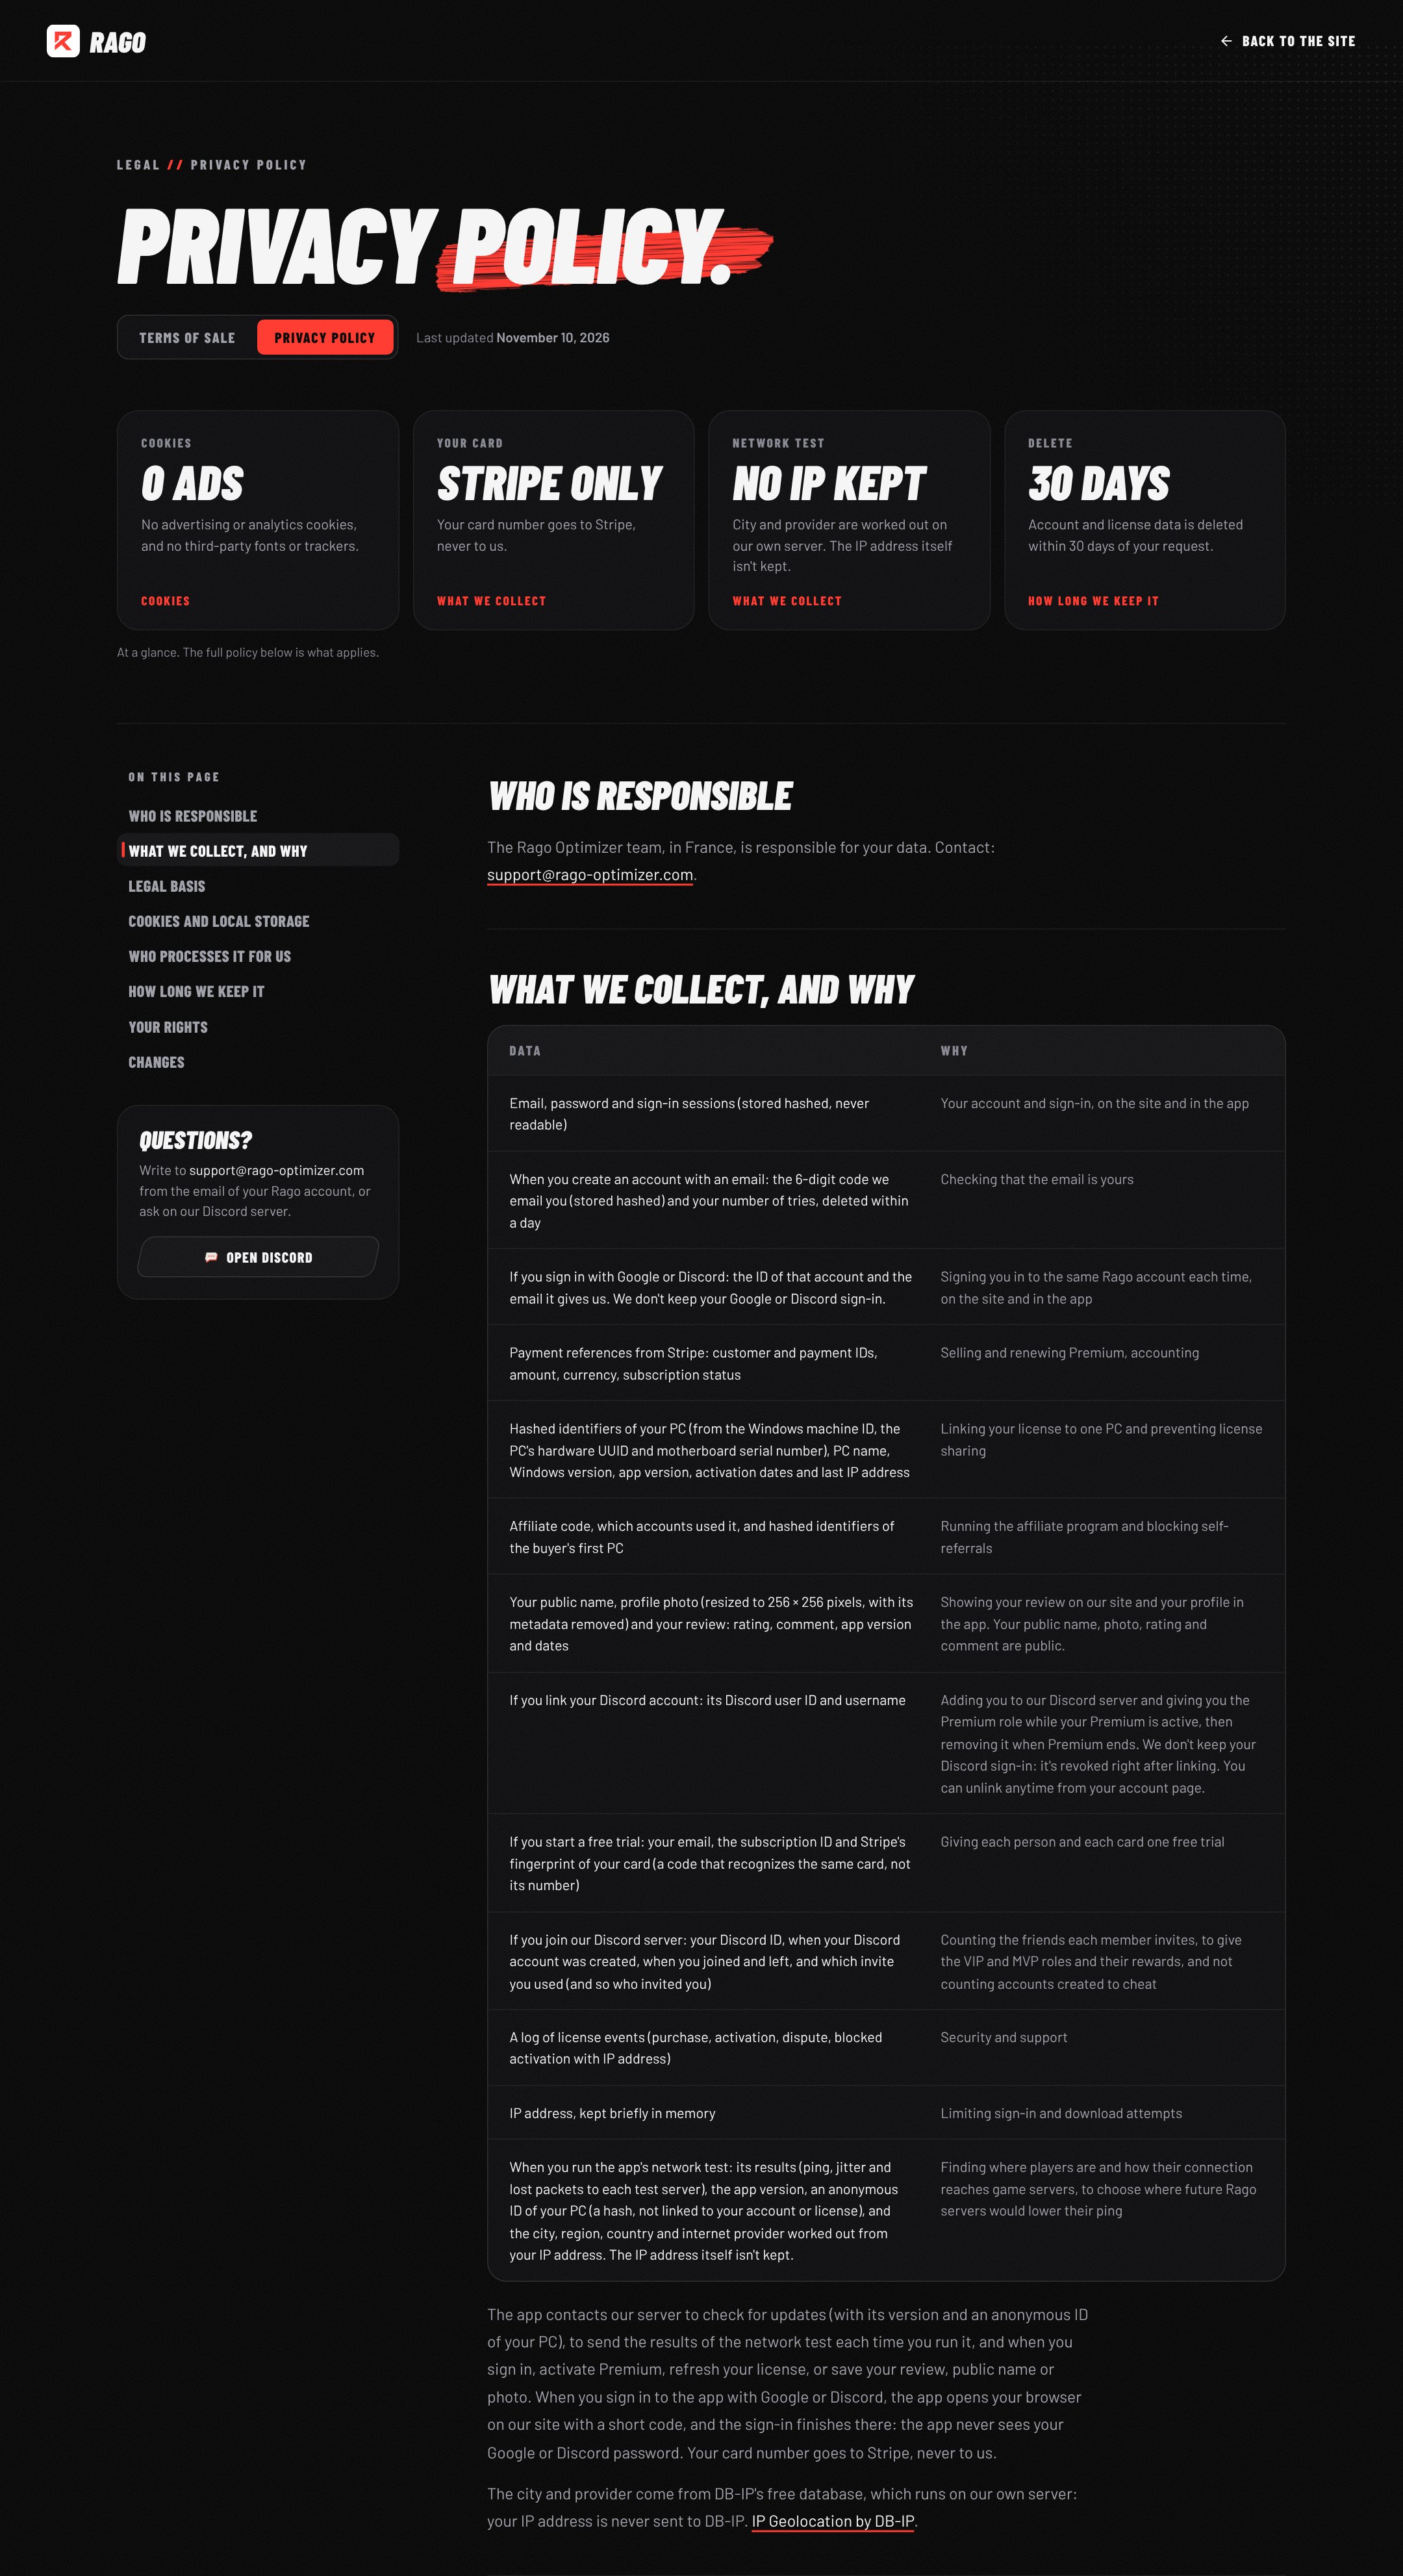 RAGO
BACK TO THE SITE
LEGAL // PRIVACY POLICY
PRIVACY POLICY.
TERMS OF SALE
PRIVACY POLICY
Last updated November 10, 2026
COOKIES
0 ADS
No advertising or analytics cookies,
and no third-party fonts or trackers.
COOKIES
YOUR CARD
STRIPE ONLY
Your card number goes to Stripe,
never to us.
WHAT WE COLLECT
NETWORK TEST
NO IP KEPT
City and provider are worked out on
our own server. The IP address itself
isn't kept.
WHAT WE COLLECT
DELETE
30 DAYS
Account and license data is deleted
within 30 days of your request.
HOW LONG WE KEEP IT
At a glance. The full policy below is what applies.
ON THIS PAGE
WHO IS RESPONSIBLE
WHAT WE COLLECT, AND WHY
LEGAL BASIS
COOKIES AND LOCAL STORAGE
WHO PROCESSES IT FOR US
HOW LONG WE KEEP IT
YOUR RIGHTS
CHANGES
QUESTIONS?
Write to support@rago-optimizer.com
from the email of your Rago account, or
ask on our Discord server.
OPEN DISCORD
WHO IS RESPONSIBLE
The Rago Optimizer team, in France, is responsible for your data. Contact:
support@rago-optimizer.com.
WHAT WE COLLECT, AND WHY
DATA
WHY
Email, password and sign-in sessions (stored hashed, never
readable)
Your account and sign-in, on the site and in the app
When you create an account with an email: the 6-digit code we
email you (stored hashed) and your number of tries, deleted within
a day
Checking that the email is yours
If you sign in with Google or Discord: the ID of that account and the
email it gives us. We don't keep your Google or Discord sign-in.
Signing you in to the same Rago account each time,
on the site and in the app
Payment references from Stripe: customer and payment IDs,
amount, currency, subscription status
Selling and renewing Premium, accounting
Hashed identifiers of your PC (from the Windows machine ID, the
PC's hardware UUID and motherboard serial number), PC name,
Windows version, app version, activation dates and last IP address
Linking your license to one PC and preventing license
sharing
Affiliate code, which accounts used it, and hashed identifiers of
the buyer's first PC
Running the affiliate program and blocking self-
referrals
Your public name, profile photo (resized to 256 × 256 pixels, with its
metadata removed) and your review: rating, comment, app version
and dates
Showing your review on our site and your profile in
the app. Your public name, photo, rating and
comment are public.
If you link your Discord account: its Discord user ID and username
Adding you to our Discord server and giving you the
Premium role while your Premium is active, then
removing it when Premium ends. We don't keep your
Discord sign-in: it's revoked right after linking. You
can unlink anytime from your account page.
If you start a free trial: your email, the subscription ID and Stripe's
fingerprint of your card (a code that recognizes the same card, not
its number)
Giving each person and each card one free trial
If you join our Discord server: your Discord ID, when your Discord
account was created, when you joined and left, and which invite
you used (and so who invited you)
Counting the friends each member invites, to give
the VIP and MVP roles and their rewards, and not
counting accounts created to cheat
A log of license events (purchase, activation, dispute, blocked
activation with IP address)
Security and support
IP address, kept briefly in memory
Limiting sign-in and download attempts
When you run the app's network test: its results (ping, jitter and
lost packets to each test server), the app version, an anonymous
ID of your PC (a hash, not linked to your account or license), and
the city, region, country and internet provider worked out from
your IP address. The IP address itself isn't kept.
Finding where players are and how their connection
reaches game servers, to choose where future Rago
servers would lower their ping
The app contacts our server to check for updates (with its version and an anonymous ID
of your PC), to send the results of the network test each time you run it, and when you
sign in, activate Premium, refresh your license, or save your review, public name or
photo. When you sign in to the app with Google or Discord, the app opens your browser
on our site with a short code, and the sign-in finishes there: the app never sees your
Google or Discord password. Your card number goes to Stripe, never to us.
The city and provider come from DB-IP's free database, which runs on our own server:
your IP address is never sent to DB-IP. IP Geolocation by DB-IP.